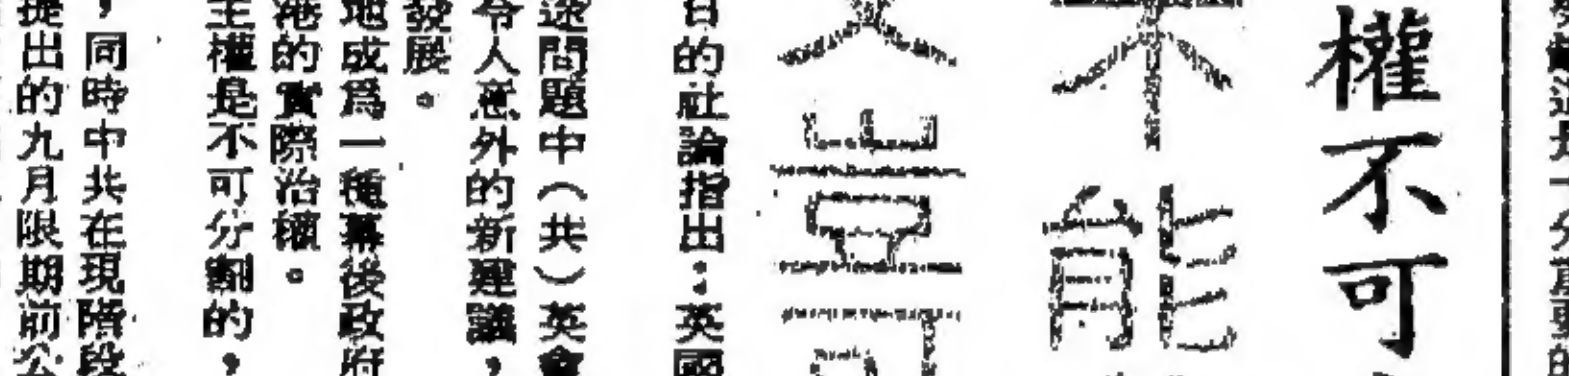 權不可
不能
日的社論指出：英國
途問題中（共）英會
令人意外的新建議，
發展。
地成爲一種幕後政府
港的實際治權。
主權是不可分割的，
，同時中共在現階段
提出的九月限期前公